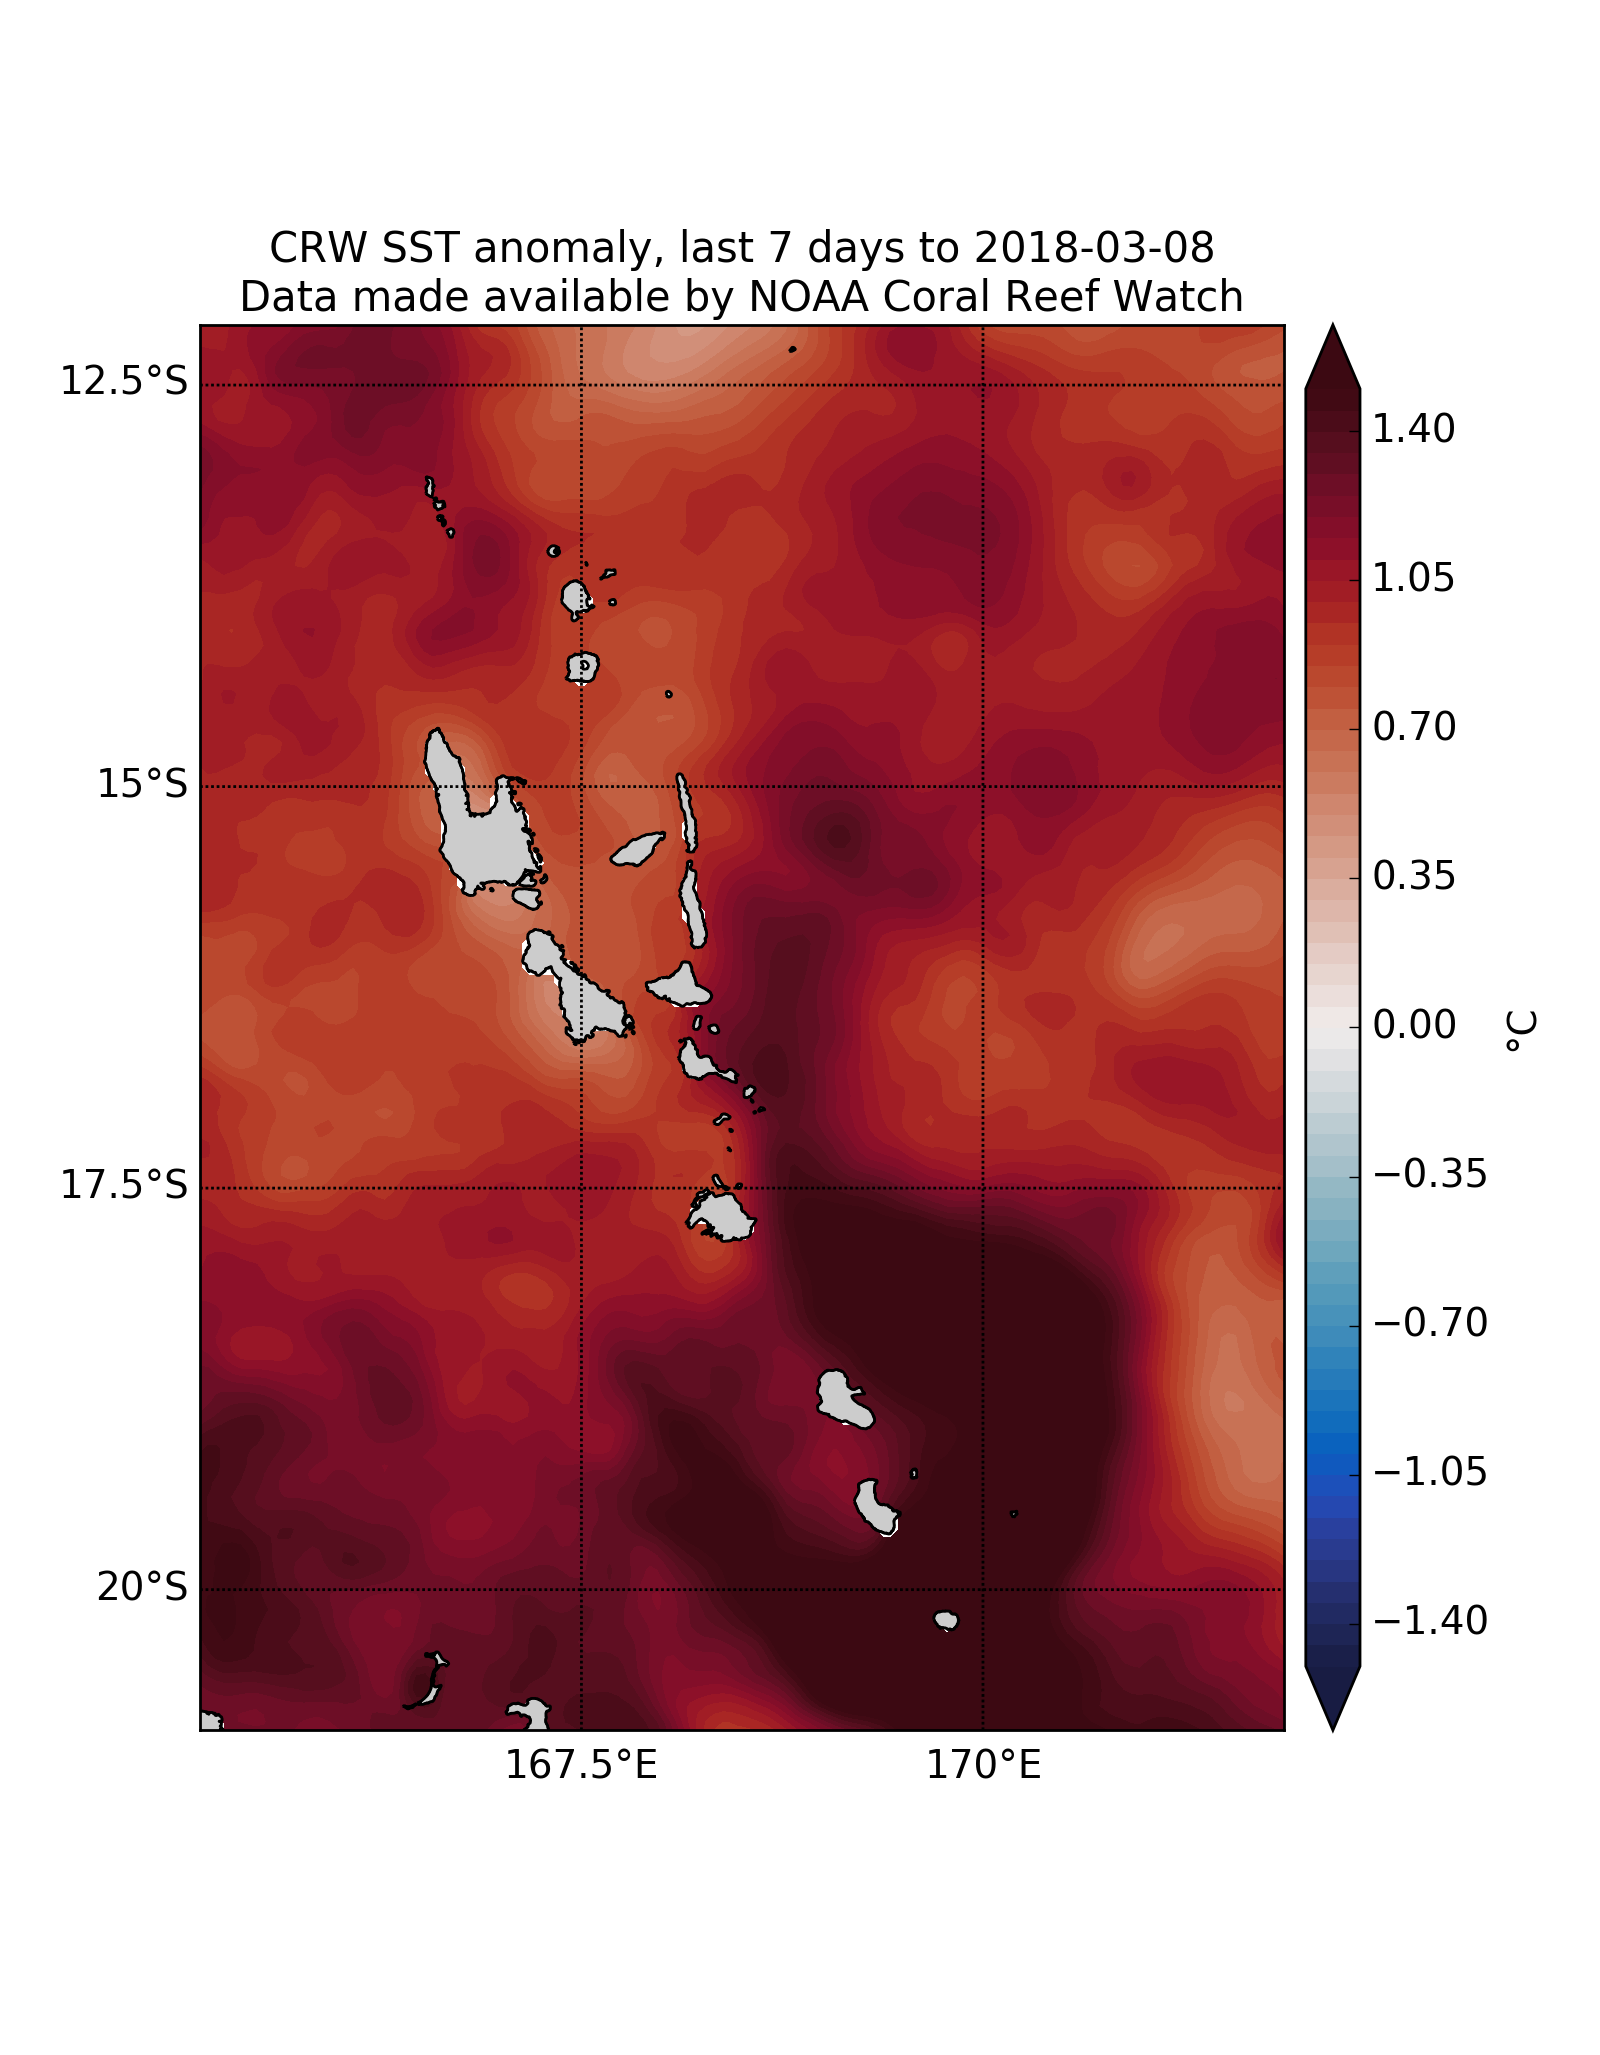 CRW SST anomaly, last 7 days to 2018-03-08
Data made available by NOAA Coral Reef Watch
12.5°S
15°S
17.5°S
20°S
167.5°E
170°E
1.40
1.05
0.70
0.35
0.00
−0.35
−0.70
−1.05
−1.40
°C